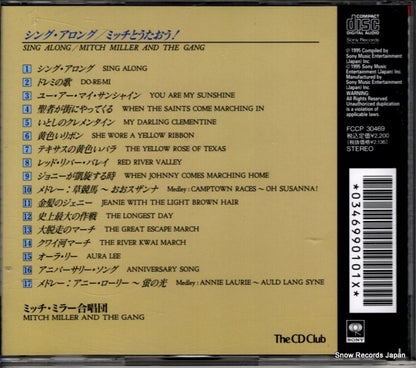 シング・アロング/ミッチとうたおう!
SING ALONG/MITCH MILLER AND THE GANG
1 シング・アロング SING ALONG
2 ドレミの歌 DO-RE-MI
3 ユー・アー・マイ・サンシャイン YOU ARE MY SUNSHINE
4 聖者が街にやってくる WHEN THE SAINTS COME MARCHING IN
5 いとしのクレメンタイン MY DARLING CLEMENTINE
6 黄色いリボン SHE WORE A YELLOW RIBBON
7 テキサスの黄色いバラ THE YELLOW ROSE OF TEXAS
8 レッド・リバー・バレイ RED RIVER VALLEY
9 ジョニーが凱旋する時 WHEN JOHNNY COMES MARCHING HOME
10 メドレー:草競馬〜おおスザンナ Medley: CAMPTOWN RACES 〜 OH SUSANNA!
11 金髪のジェニー JEANIE WITH THE LIGHT BROWN HAIR
12 史上最大の作戦 THE LONGEST DAY
13 大脱走のマーチ THE GREAT ESCAPE MARCH
14 クワイ河マーチ THE RIVER KWAI MARCH
15 オーラ・リー AURA LEE
16 アニバーサリー・ソング ANNIVERSARY SONG
17 メドレー:アニー・ローリー〜蛍の光 Medley: ANNIE LAURIE 〜 AULD LANG SYNE
ミッチ・ミラー合唱団
MITCH MILLER AND THE GANG
The CD Club
COMPACT
disc
DIGITAL AUDIO
Sony Records
℗ 1995 Compiled by
Sony Music Entertainment
(Japan) Inc.
© 1995 Sony Music
Entertainment (Japan) Inc.
Manufactured by
Sony Music Entertainment
(Japan) Inc.
WARNING:
All Rights Reserved.
Unauthorized duplication
is a violation of
applicable laws.
FCCP 30469
税込定価¥2,200
(税抜価格¥2,136)
STEREO
*0346990101X*
SONY
Snow Records Japan
(www.snowrecords.jp)